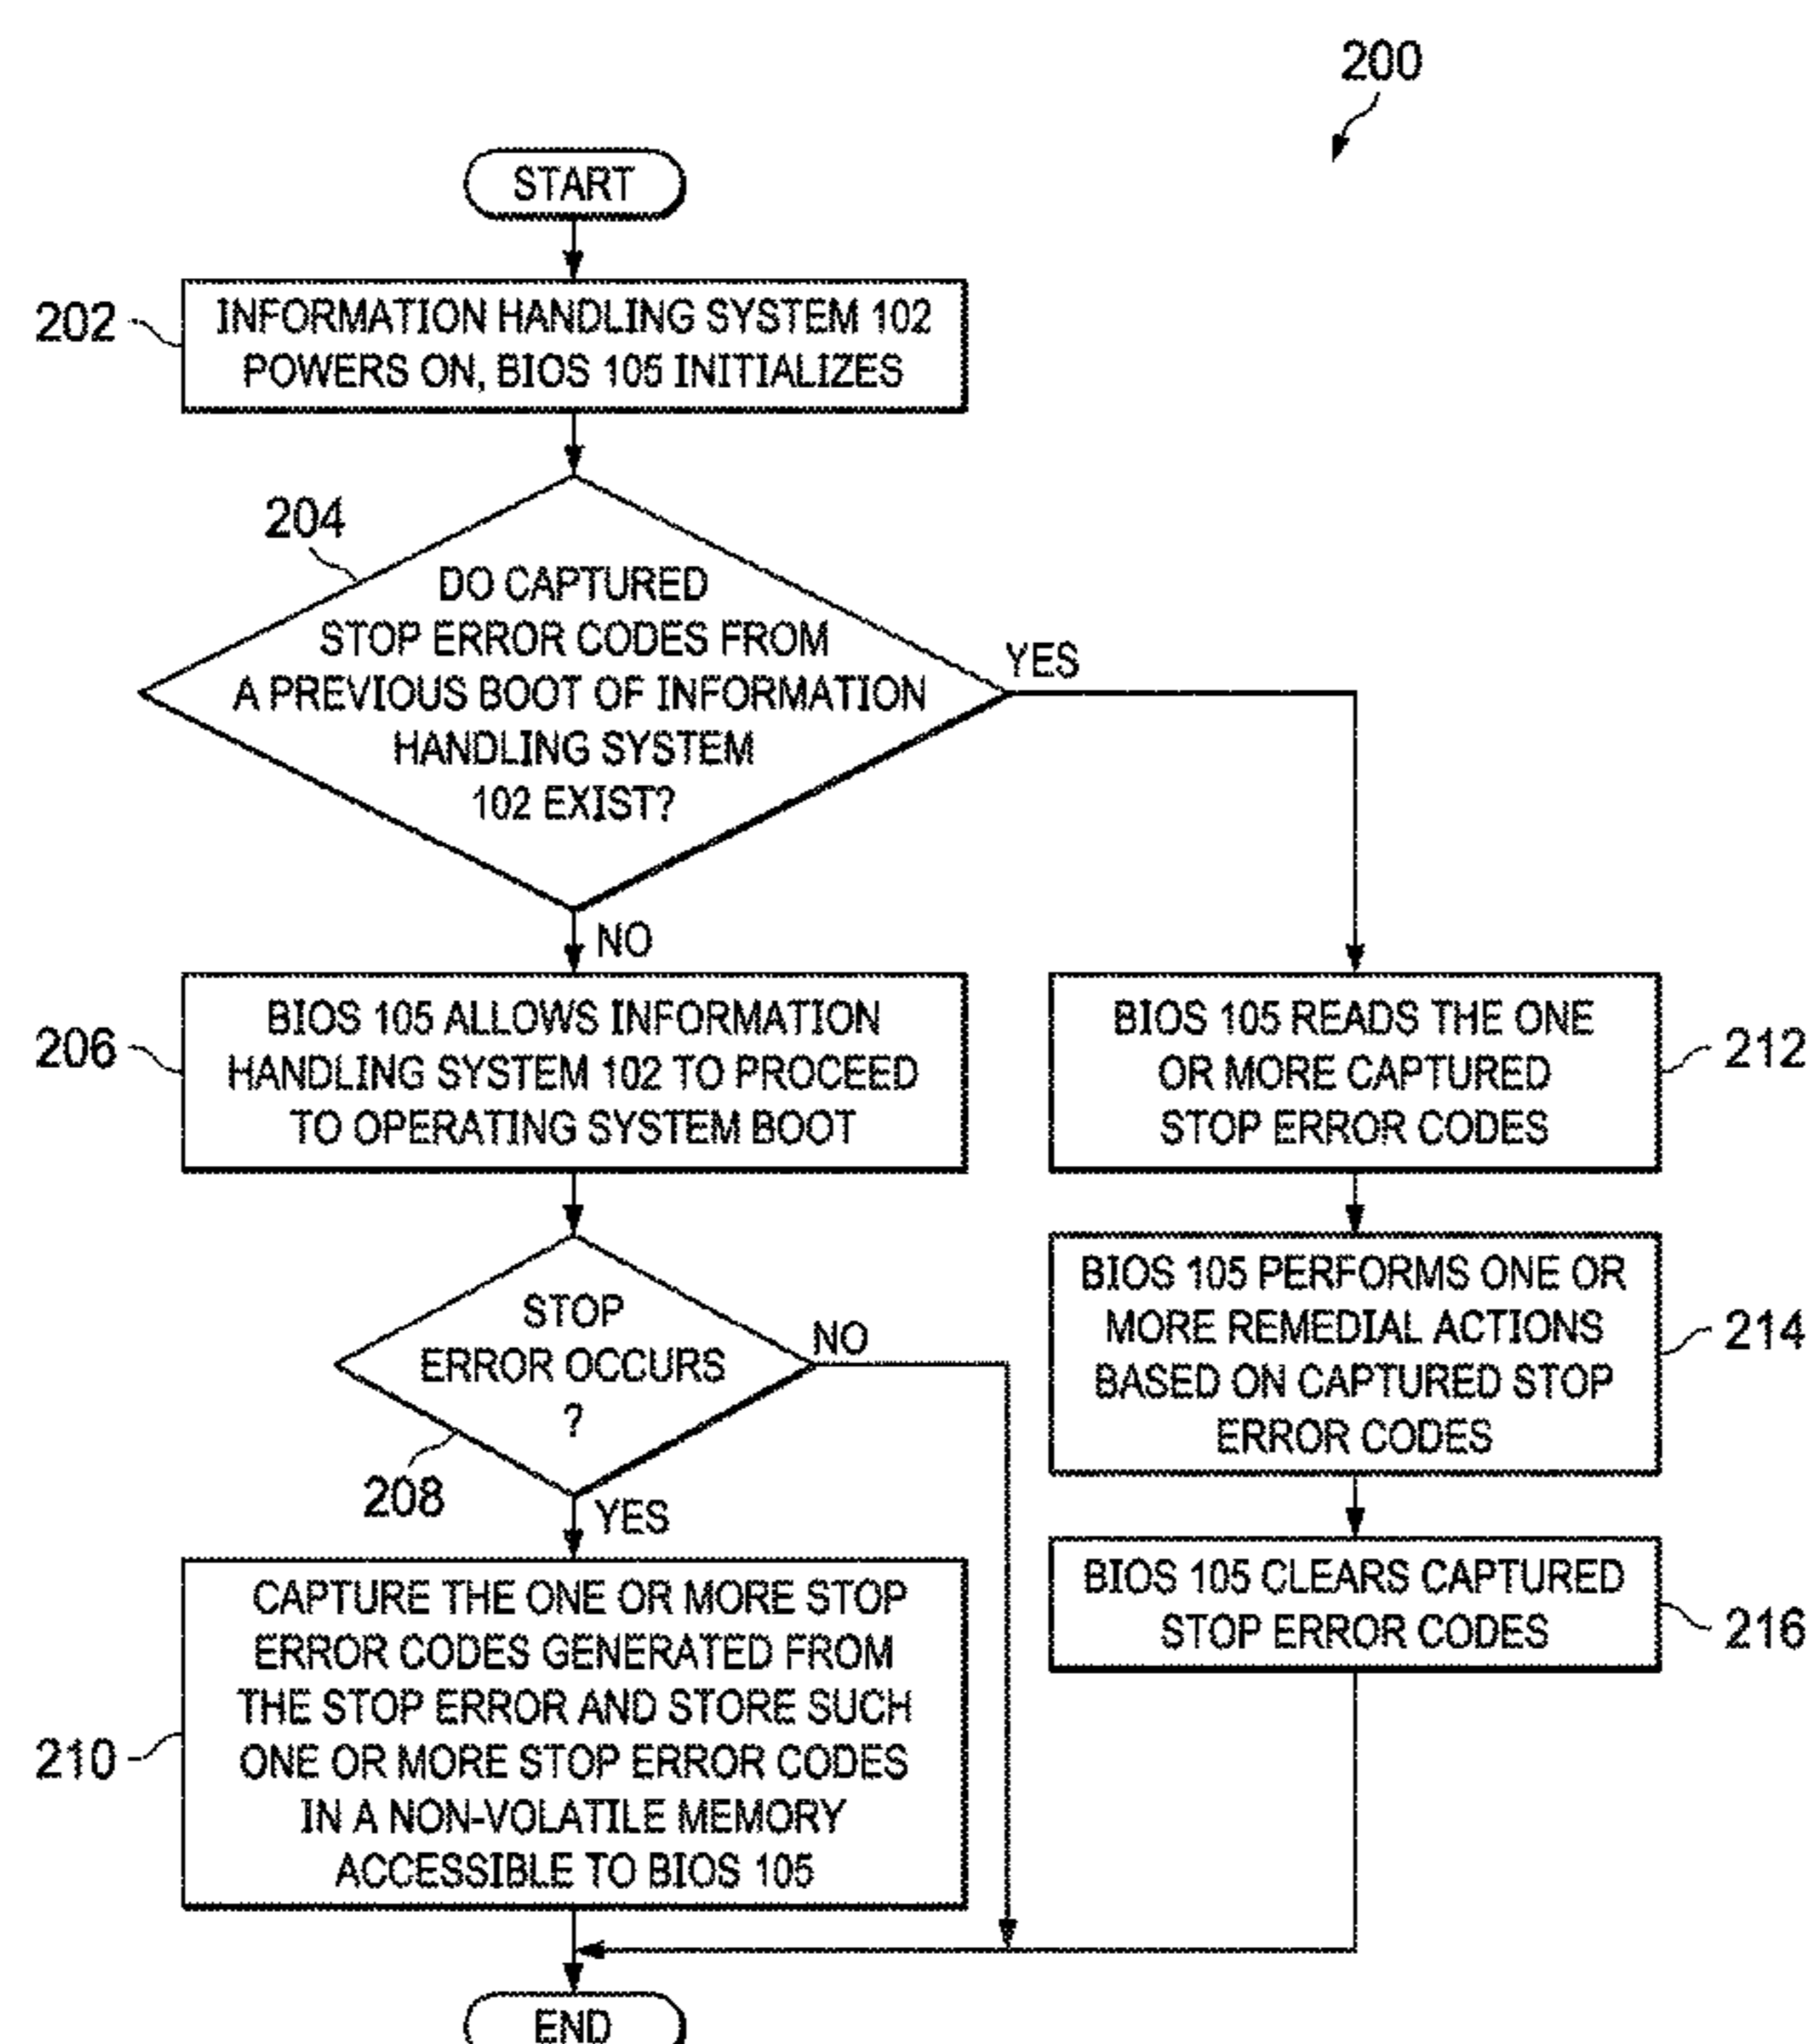 200
START
202
INFORMATION HANDLING SYSTEM 102
POWERS ON, BIOS 105 INITIALIZES
204
DO CAPTURED
STOP ERROR CODES FROM
A PREVIOUS BOOT OF INFORMATION
HANDLING SYSTEM
102 EXIST?
YES
NO
206
BIOS 105 ALLOWS INFORMATION
HANDLING SYSTEM 102 TO PROCEED
TO OPERATING SYSTEM BOOT
STOP
ERROR OCCURS
?
NO
208
YES
210
CAPTURE THE ONE OR MORE STOP
ERROR CODES GENERATED FROM
THE STOP ERROR AND STORE SUCH
ONE OR MORE STOP ERROR CODES
IN A NON-VOLATILE MEMORY
ACCESSIBLE TO BIOS 105
BIOS 105 READS THE ONE
OR MORE CAPTURED
STOP ERROR CODES
212
BIOS 105 PERFORMS ONE OR
MORE REMEDIAL ACTIONS
BASED ON CAPTURED STOP
ERROR CODES
214
BIOS 105 CLEARS CAPTURED
STOP ERROR CODES
216
END